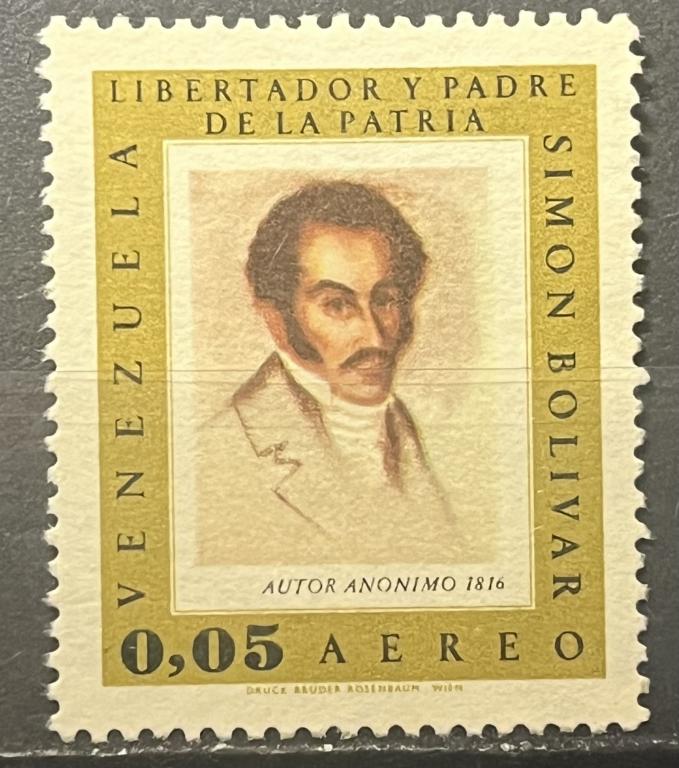 LIBERTADOR Y PADRE
DE LA PATRIA
VENEZUELA
SIMON BOLIVAR
AUTOR ANONIMO 1816
0,05 AEREO
DRUCK BRUDER ROSENBAUM WIEN